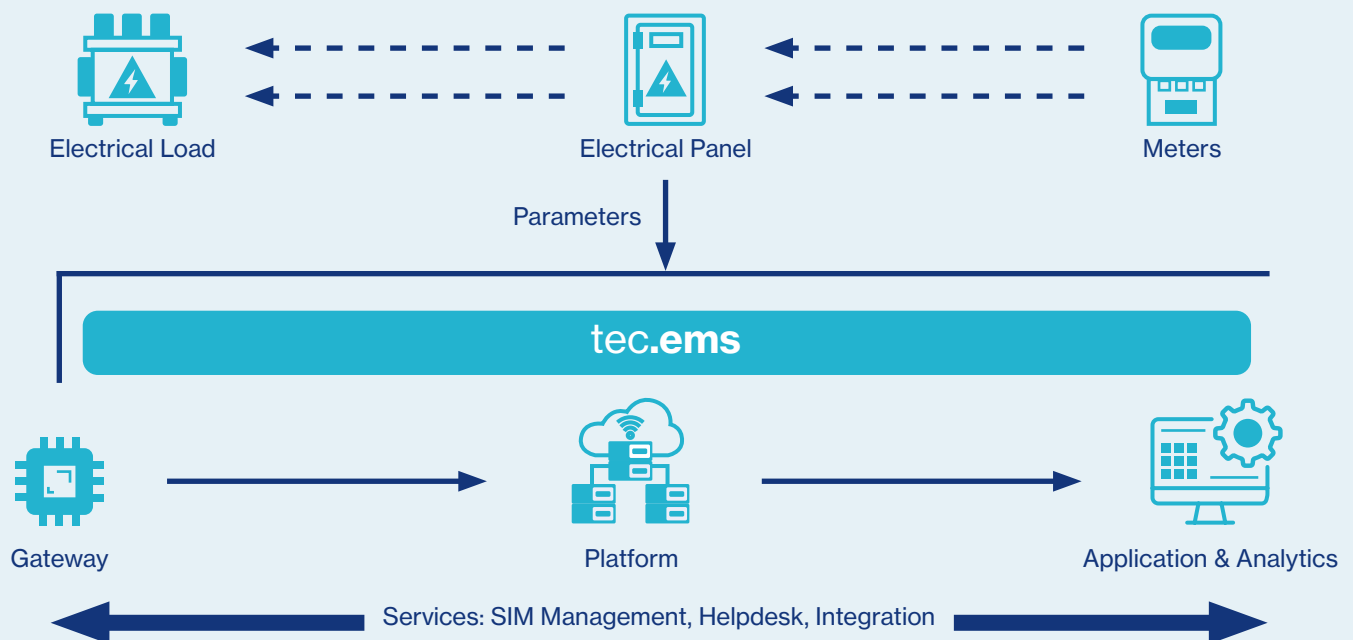 Electrical Load
Electrical Panel
Meters
Parameters
tec.ems
Gateway
Platform
Application & Analytics
Services: SIM Management, Helpdesk, Integration